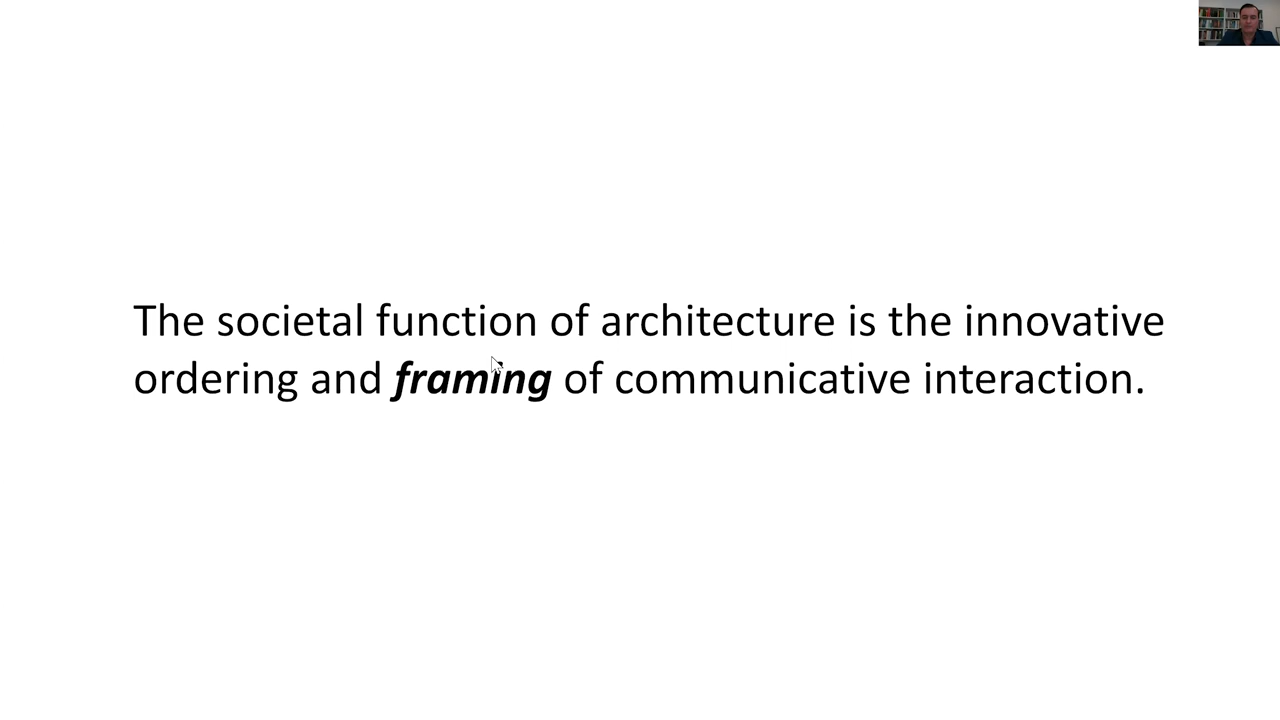 The societal function of architecture is the innovative
ordering and framing of communicative interaction.